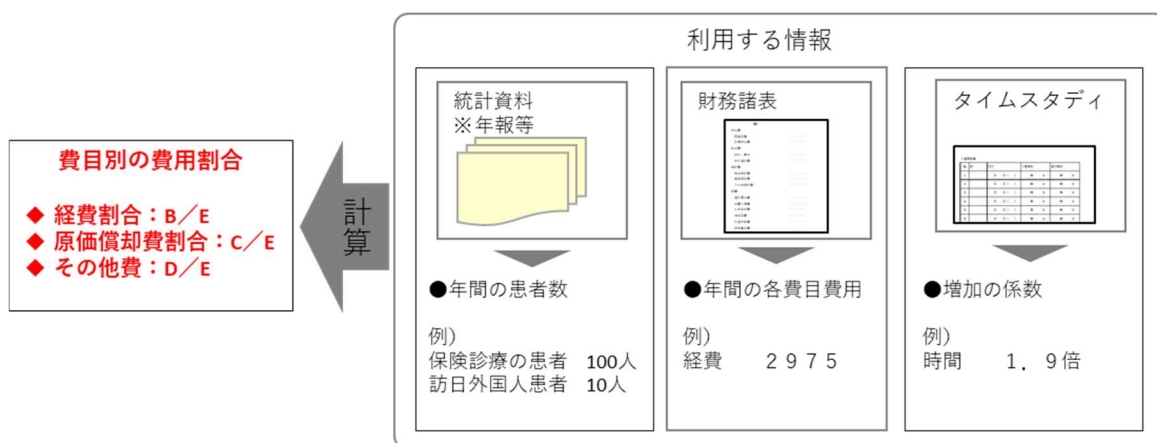 利用する情報
費目別の費用割合
◆ 経費割合：B／E
◆ 原価償却費割合：C／E
◆ その他費：D／E
計算
統計資料
※年報等
●年間の患者数
例）
保険診療の患者 100人
訪日外国人患者 10人
財務諸表
●年間の各費目費用
例）
経費 ２９７５
タイムスタディ
●増加の係数
例）
時間 １．９倍